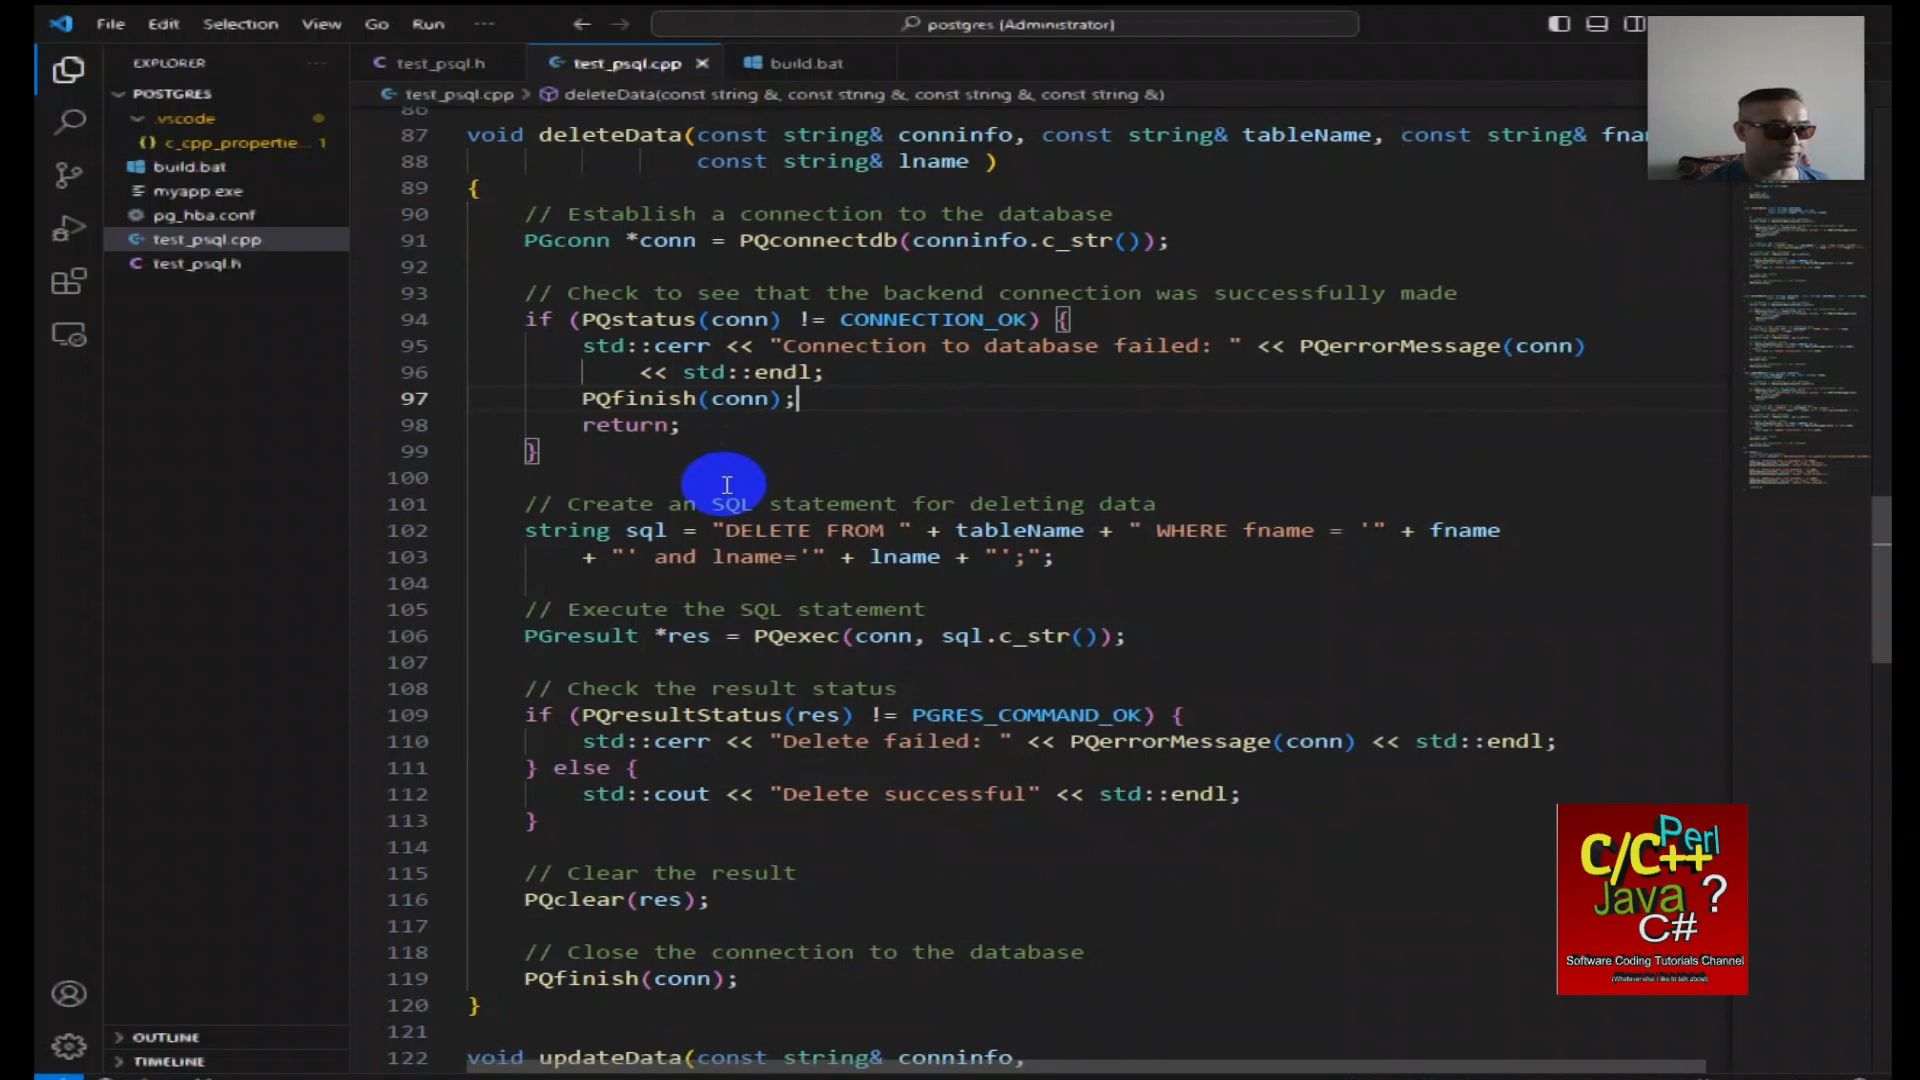 File Edit Selection View Go Run ···
postgres [Administrator]
EXPLORER ···
POSTGRES
.vscode
{} c_cpp_propertie... 1
build.bat
myapp.exe
pg_hba.conf
test_psql.cpp
test_psql.h
OUTLINE
TIMELINE
C test_psql.h
test_psql.cpp ×
build.bat
test_psql.cpp > deleteData(const string &, const string &, const string &, const string &)
86
87 void deleteData(const string& conninfo, const string& tableName, const string& fnam
88 const string& lname )
89 {
90 // Establish a connection to the database
91 PGconn *conn = PQconnectdb(conninfo.c_str());
92
93 // Check to see that the backend connection was successfully made
94 if (PQstatus(conn) != CONNECTION_OK) {
95 std::cerr << "Connection to database failed: " << PQerrorMessage(conn)
96 << std::endl;
97 PQfinish(conn);
98 return;
99 }
100
101 // Create an SQL statement for deleting data
102 string sql = "DELETE FROM " + tableName + " WHERE fname = '" + fname
103 + "' and lname='" + lname + "';";
104
105 // Execute the SQL statement
106 PGresult *res = PQexec(conn, sql.c_str());
107
108 // Check the result status
109 if (PQresultStatus(res) != PGRES_COMMAND_OK) {
110 std::cerr << "Delete failed: " << PQerrorMessage(conn) << std::endl;
111 } else {
112 std::cout << "Delete successful" << std::endl;
113 }
114
115 // Clear the result
116 PQclear(res);
117
118 // Close the connection to the database
119 PQfinish(conn);
120 }
121
122 void updateData(const string& conninfo,
C/C++ Perl
Java ?
C#
Software Coding Tutorials Channel
(Whatever else I like to talk about)